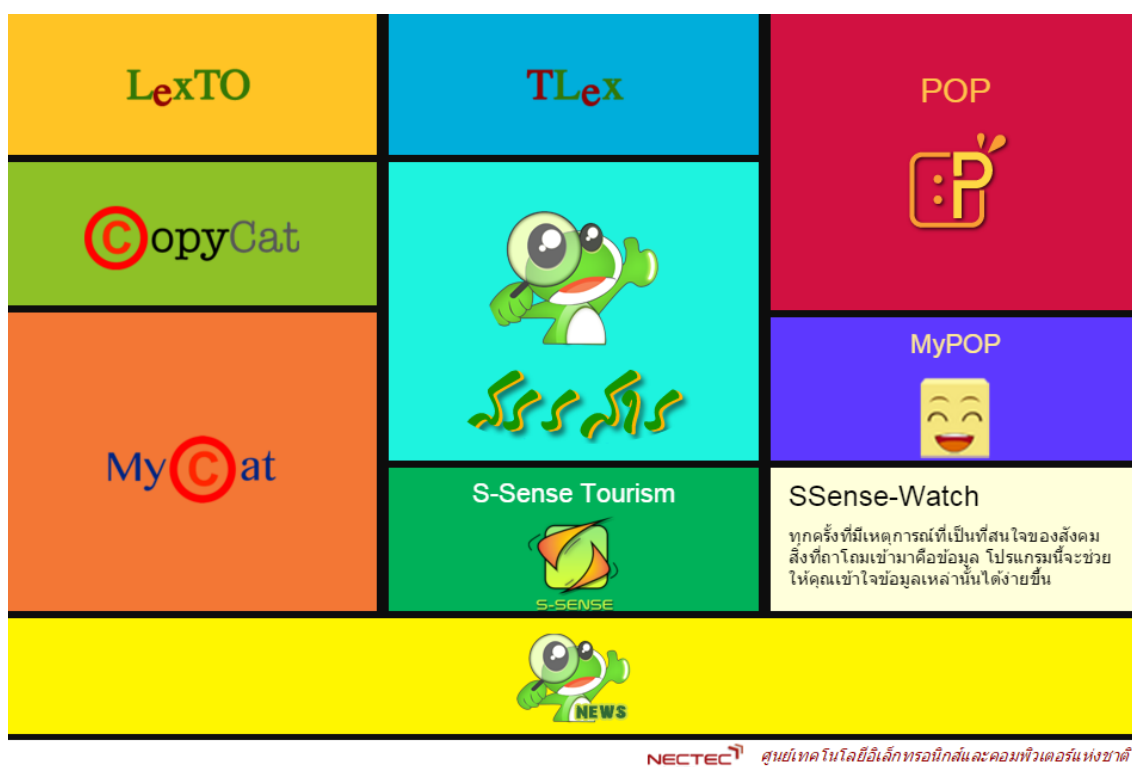 LexTO
TLex
POP
:P
CopyCat
สรรสาร
MyPOP
MyCat
S-Sense Tourism
S-SENSE
SSense-Watch
ทุกครั้งที่มีเหตุการณ์ที่เป็นที่สนใจของสังคม
สิ่งที่ถาโถมเข้ามาคือข้อมูล โปรแกรมนี้จะช่วย
ให้คุณเข้าใจข้อมูลเหล่านั้นได้ง่ายขึ้น
NEWS
NECTEC ศูนย์เทคโนโลยีอิเล็กทรอนิกส์และคอมพิวเตอร์แห่งชาติ